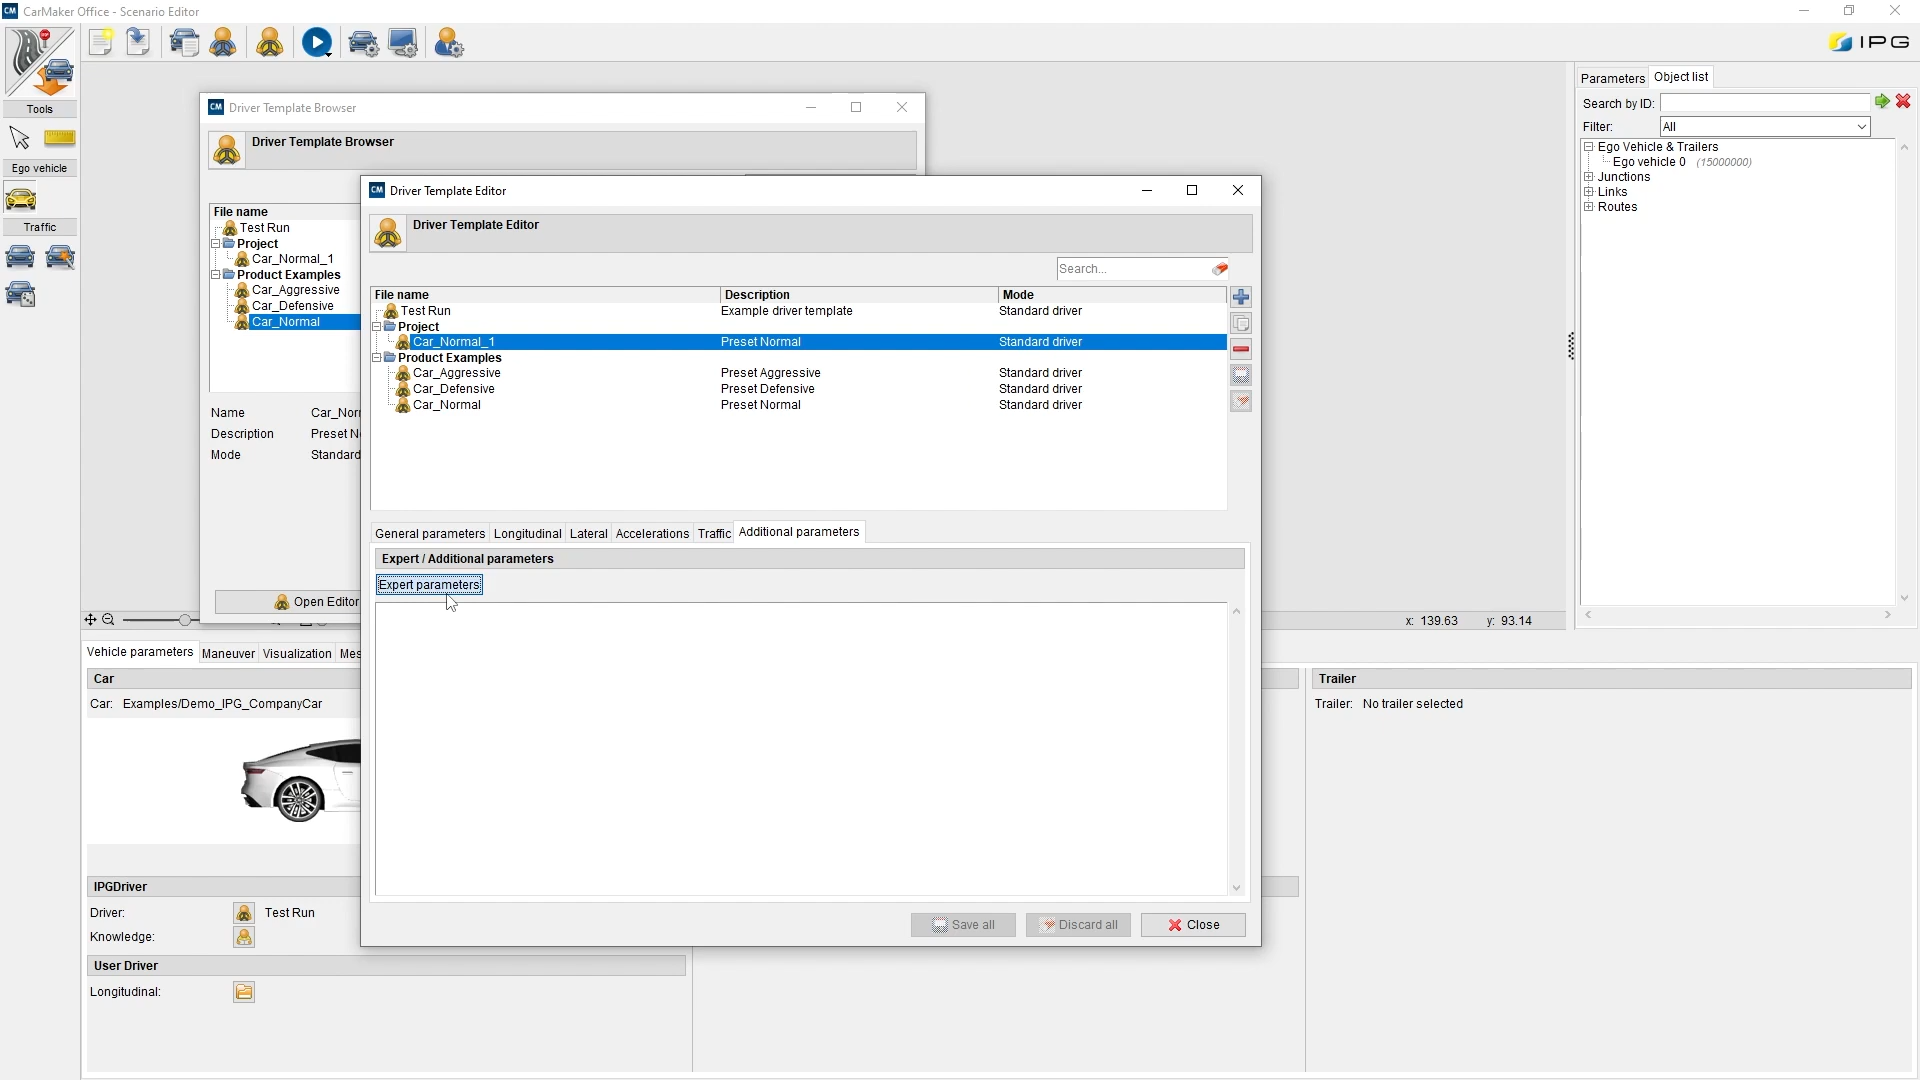 CM CarMaker Office - Scenario Editor
IPG
Tools
Ego vehicle
Traffic
Parameters Object list
Search by ID:
Filter: All
Ego Vehicle & Trailers
Ego vehicle 0 (15000000)
Junctions
Links
Routes
CM Driver Template Browser
Driver Template Browser
File name
Test Run
Project
Car_Normal_1
Product Examples
Car_Aggressive
Car_Defensive
Car_Normal
Name Car_Nor
Description Preset N
Mode Standard
Open Editor
CM Driver Template Editor
Driver Template Editor
Search...
File name Description Mode
Test Run Example driver template Standard driver
Project
Car_Normal_1 Preset Normal Standard driver
Product Examples
Car_Aggressive Preset Aggressive Standard driver
Car_Defensive Preset Defensive Standard driver
Car_Normal Preset Normal Standard driver
General parameters Longitudinal Lateral Accelerations Traffic Additional parameters
Expert / Additional parameters
Expert parameters
Save all Discard all Close
x: 139.63 y: 93.14
Vehicle parameters Maneuver Visualization Mes
Car
Car: Examples/Demo_IPG_CompanyCar
Trailer
Trailer: No trailer selected
IPGDriver
Driver: Test Run
Knowledge:
User Driver
Longitudinal: